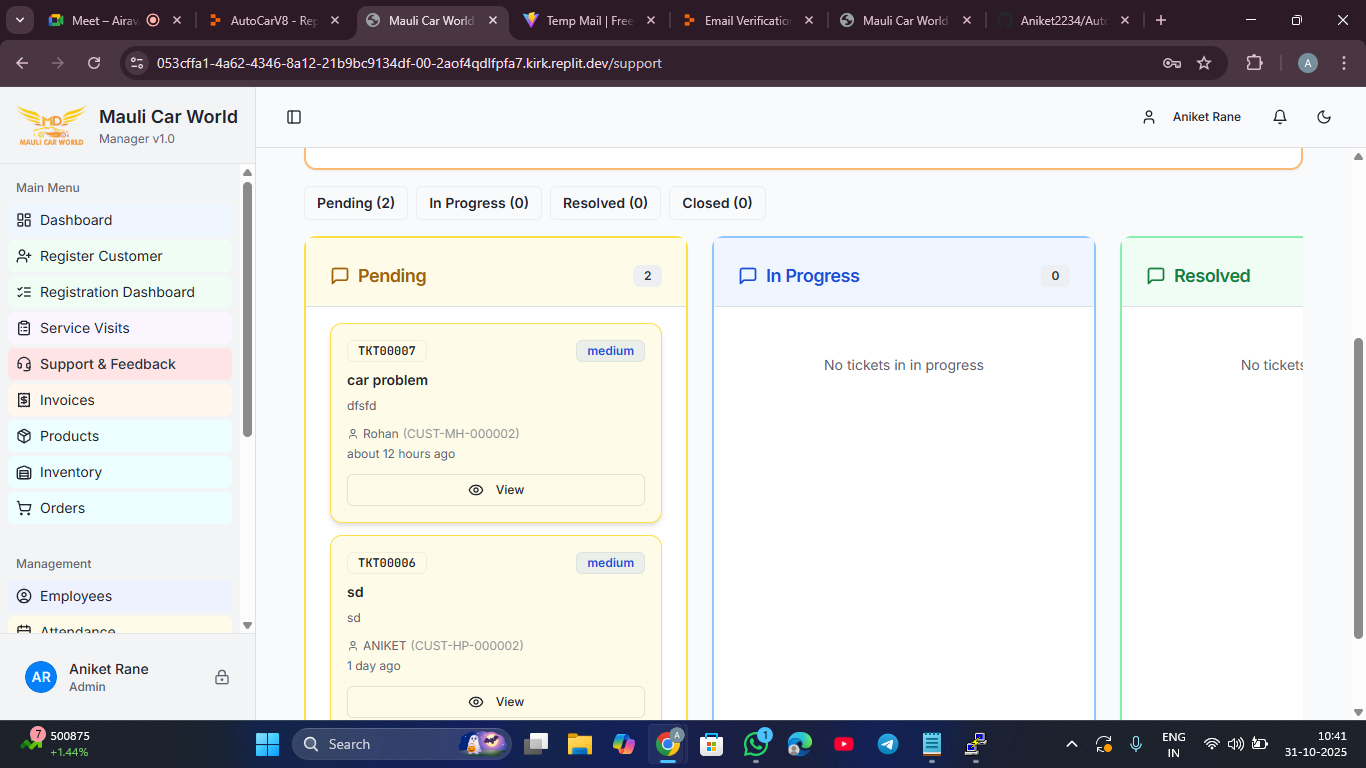 Meet – Airav
AutoCarV8 - Rep
Mauli Car World
Temp Mail | Free
Email Verification
Mauli Car World
Aniket2234/Auto
053cffa1-4a62-4346-8a12-21b9bc9134df-00-2aof4qdlfpfa7.kirk.replit.dev/support
A
MD
MAULI CAR WORLD
Mauli Car World
Manager v1.0
Aniket Rane
Main Menu
Dashboard
Register Customer
Registration Dashboard
Service Visits
Support & Feedback
Invoices
Products
Inventory
Orders
Management
Employees
Attendance
AR
Aniket Rane
Admin
Pending (2)
In Progress (0)
Resolved (0)
Closed (0)
Pending
2
TKT00007
medium
car problem
dfsfd
Rohan (CUST-MH-000002)
about 12 hours ago
View
TKT00006
medium
sd
sd
ANIKET (CUST-HP-000002)
1 day ago
View
In Progress
0
No tickets in in progress
Resolved
No tickets
7
500875
+1.44%
Search
A
1
ENG
IN
10:41
31-10-2025